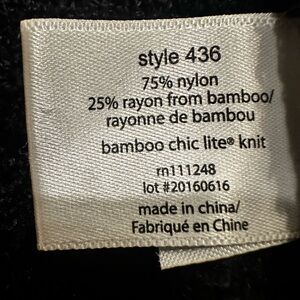 style 436
75% nylon
25% rayon from bamboo/
rayonne de bambou
bamboo chic lite® knit
rn111248
lot #20160616
made in china/
Fabriqué en Chine